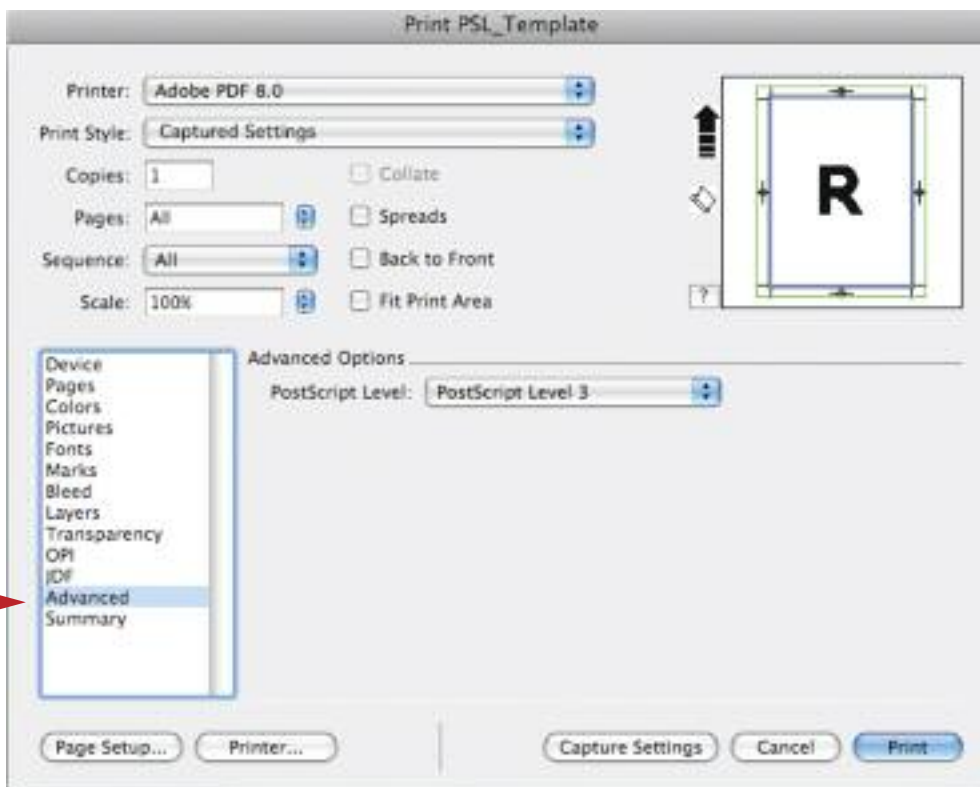 Print PSL_Template
Printer: Adobe PDF 8.0
Print Style: Captured Settings
Copies: 1 Collate
Pages: All Spreads
Sequence: All Back to Front
Scale: 100% Fit Print Area
R
?
Device
Pages
Colors
Pictures
Fonts
Marks
Bleed
Layers
Transparency
OPI
JDF
Advanced
Summary
Advanced Options
PostScript Level: PostScript Level 3
Page Setup... Printer... Capture Settings Cancel Print